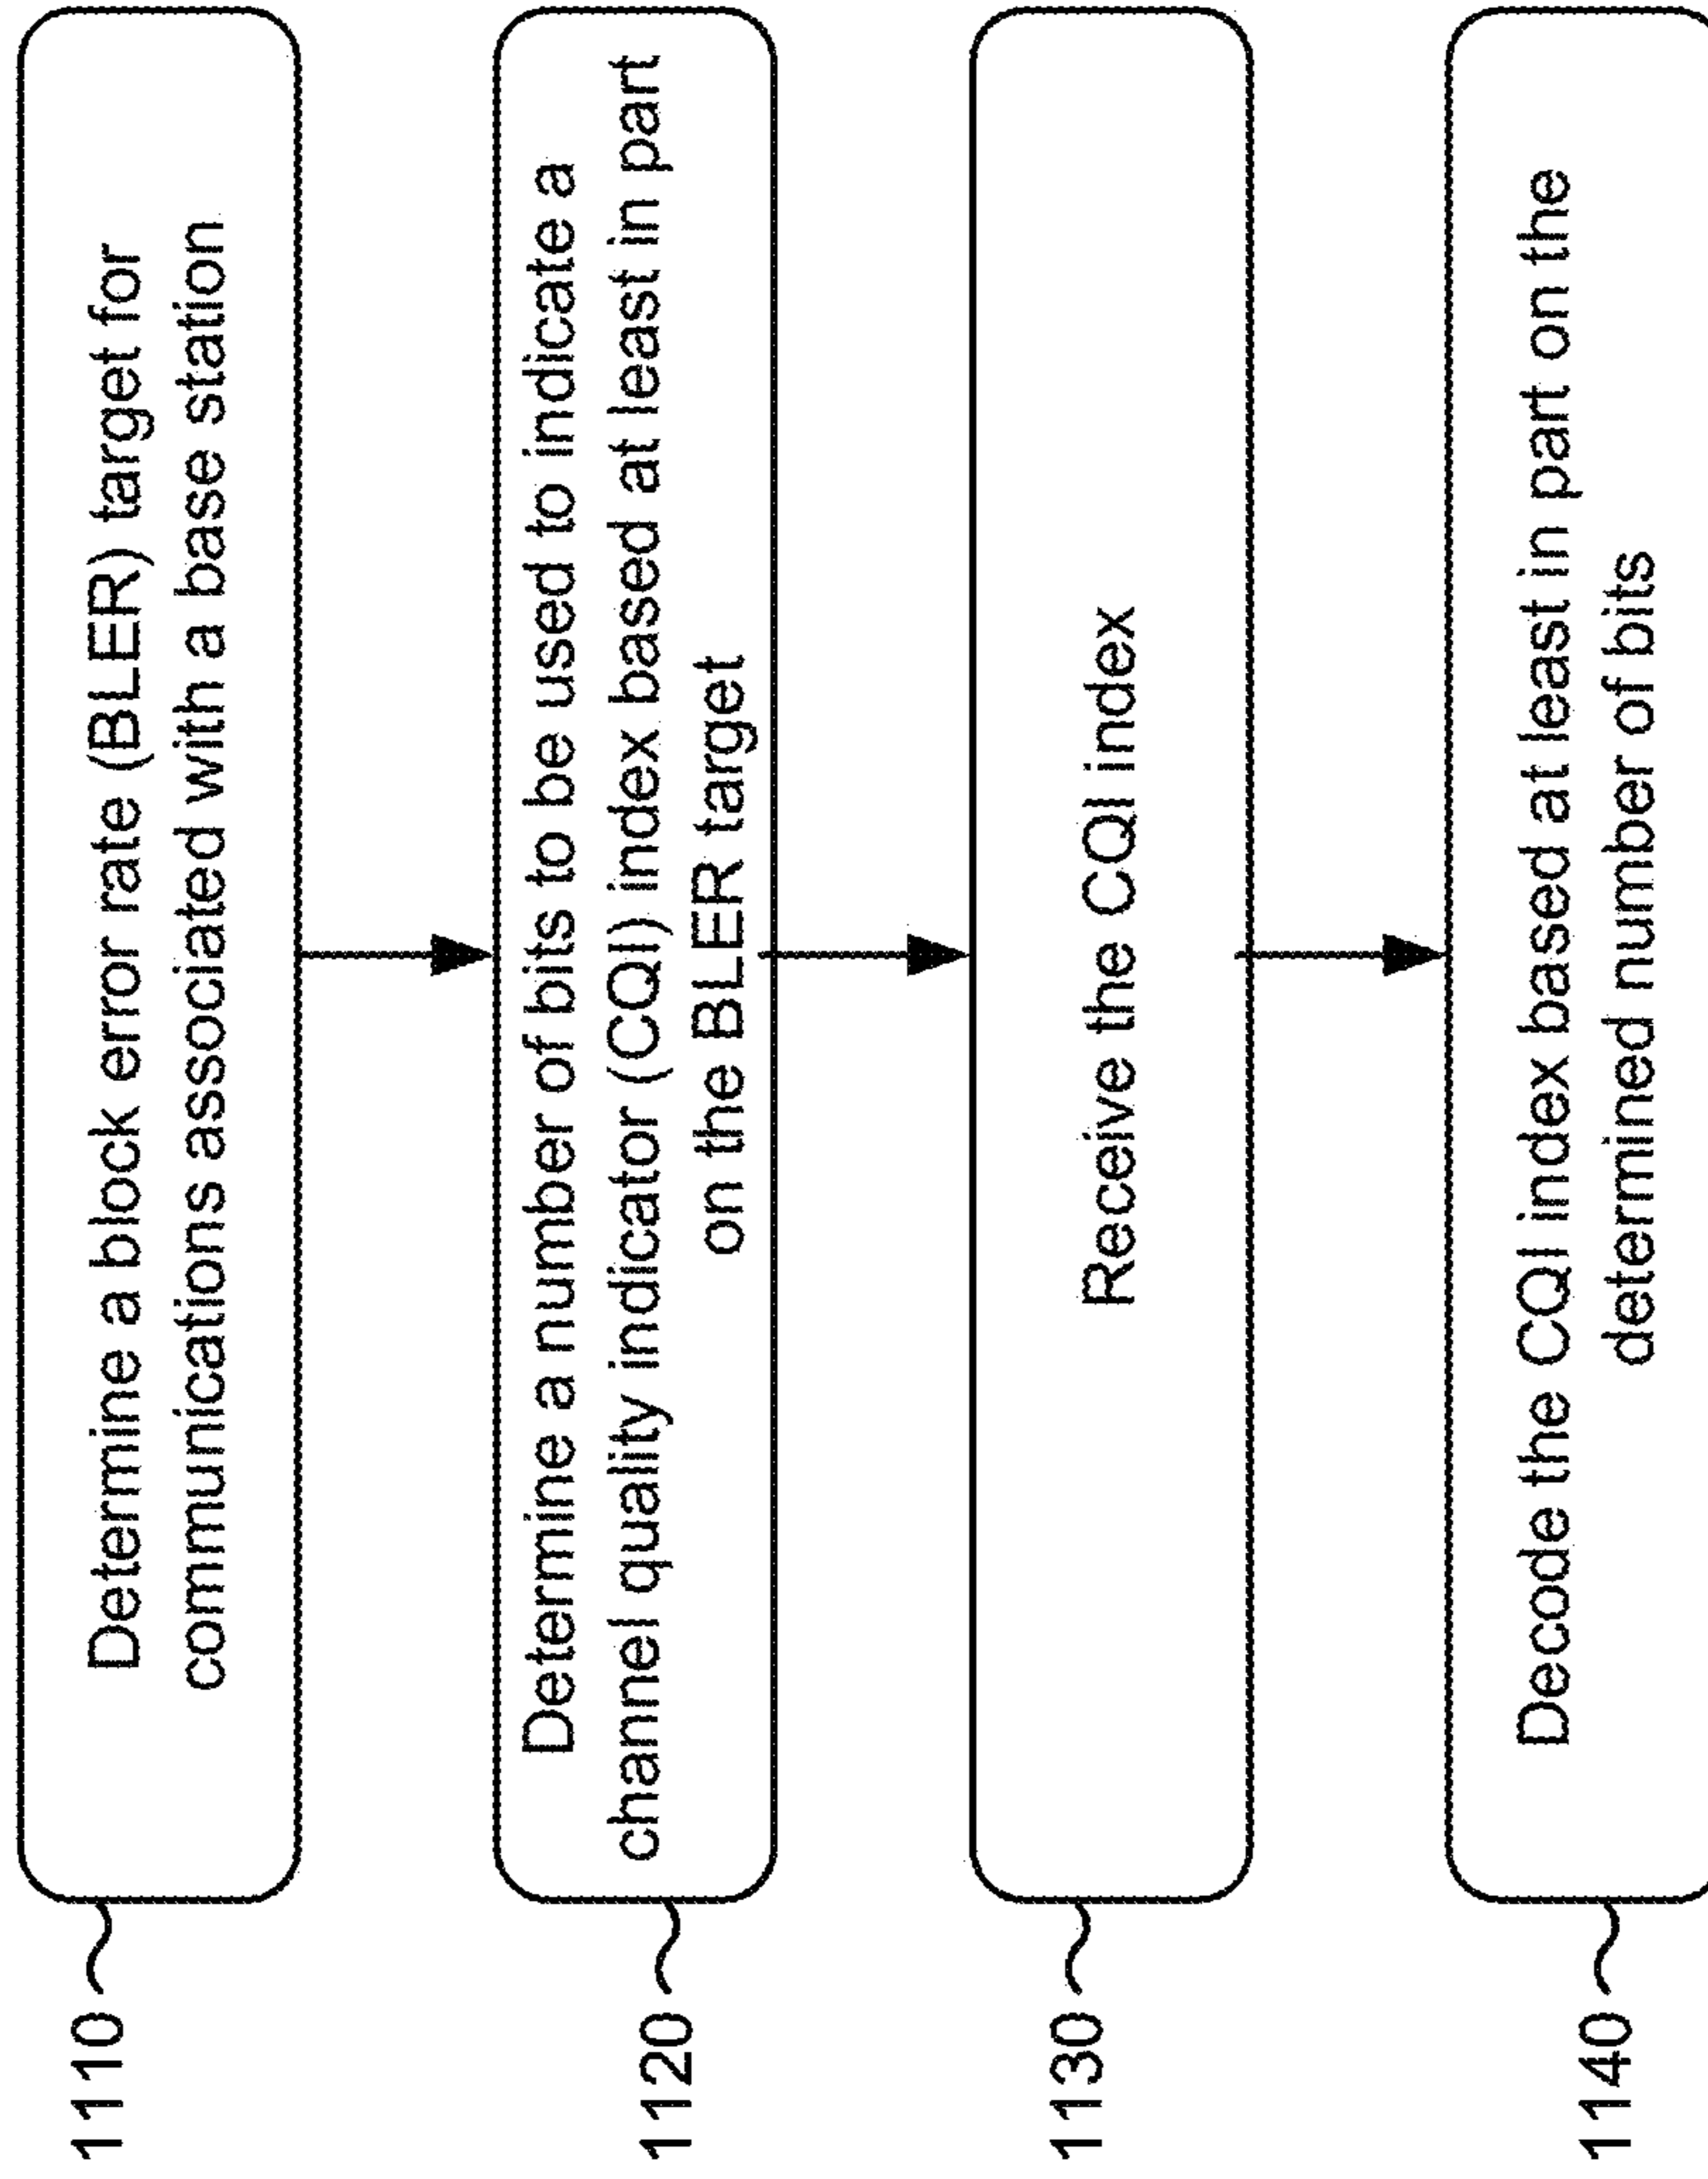 1110
Determine a block error rate (BLER) target for
communications associated with a base station
1120
Determine a number of bits to be used to indicate a
channel quality indicator (CQI) index based at least in part
on the BLER target
1130
Receive the CQI index
1140
Decode the CQI index based at least in part on the
determined number of bits